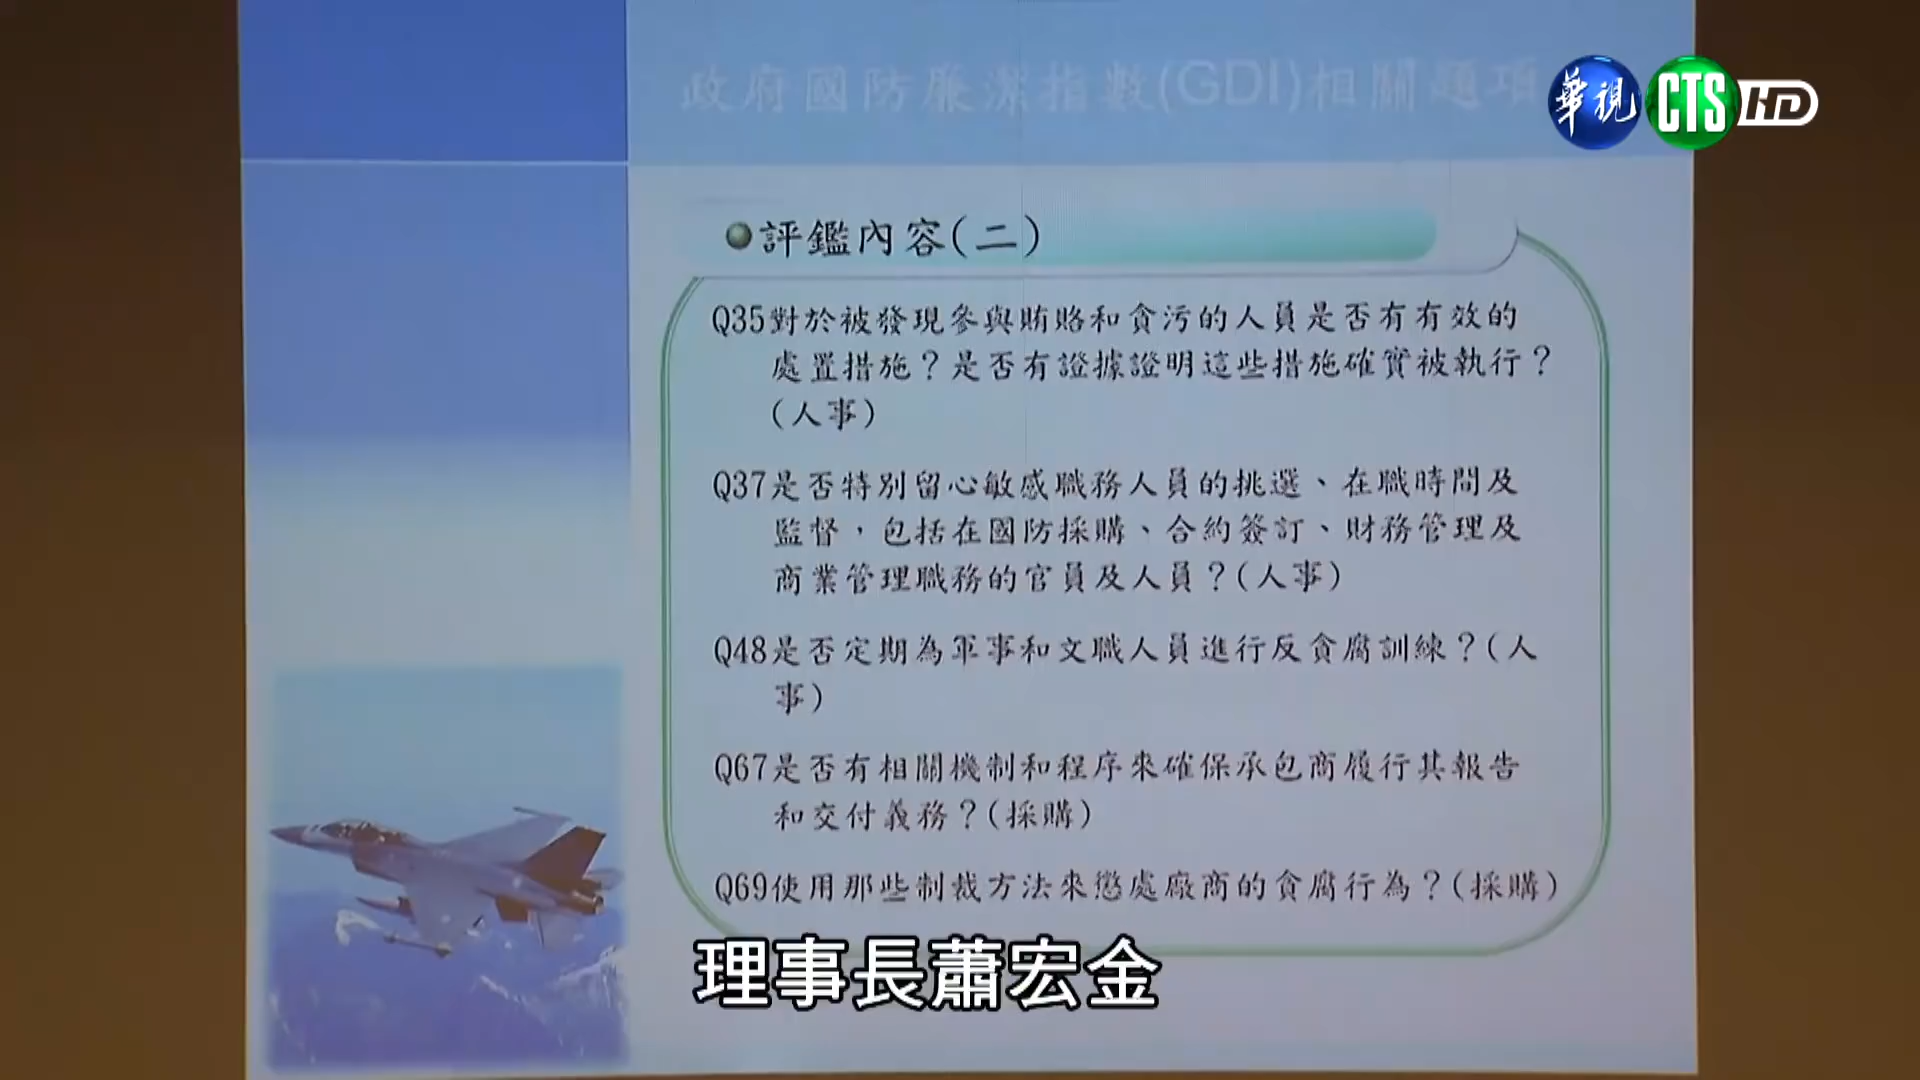 政府國防廉潔指數(GDI)相關題項
華視 CTS HD
評鑑內容(二)
Q35對於被發現參與賄賂和貪污的人員是否有有效的
處置措施？是否有證據證明這些措施確實被執行？
(人事)
Q37是否特別留心敏感職務人員的挑選、在職時間及
監督，包括在國防採購、合約簽訂、財務管理及
商業管理職務的官員及人員？(人事)
Q48是否定期為軍事和文職人員進行反貪腐訓練？(人
事)
Q67是否有相關機制和程序來確保承包商履行其報告
和交付義務？(採購)
Q69使用那些制裁方法來懲處廠商的貪腐行為？(採購)
理事長蕭宏金